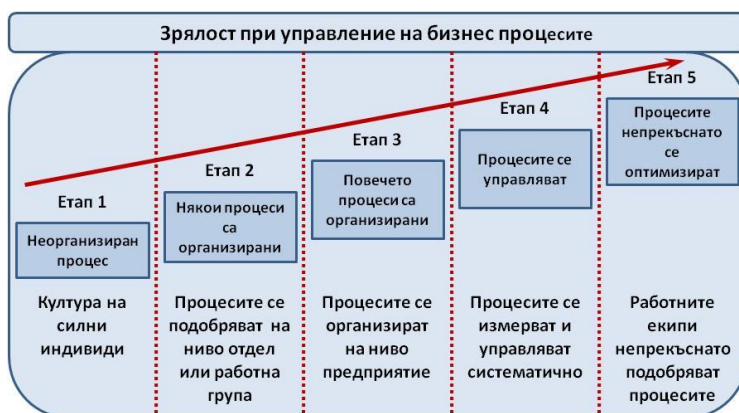 Зрялост при управление на бизнес процесите
Етап 1
Неорганизиран
процес
Култура на
силни
индивиди
Етап 2
Някои процеси
са
организирани
Процесите се
подобряват на
ниво отдел
или работна
група
Етап 3
Повечето
процеси са
организирани
Процесите се
организират
на ниво
предприятие
Етап 4
Процесите се
управляват
Процесите се
измерват и
управляват
систематично
Етап 5
Процесите
непрекъснато
се
оптимизират
Работните
екипи
непрекъснато
подобряват
процесите